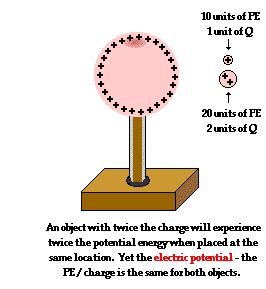 10 units of PE
1 unit of Q
20 units of PE
2 units of Q
An object with twice the charge will experience
twice the potential energy when placed at the
same location. Yet the electric potential - the
PE / charge is the same for both objects.